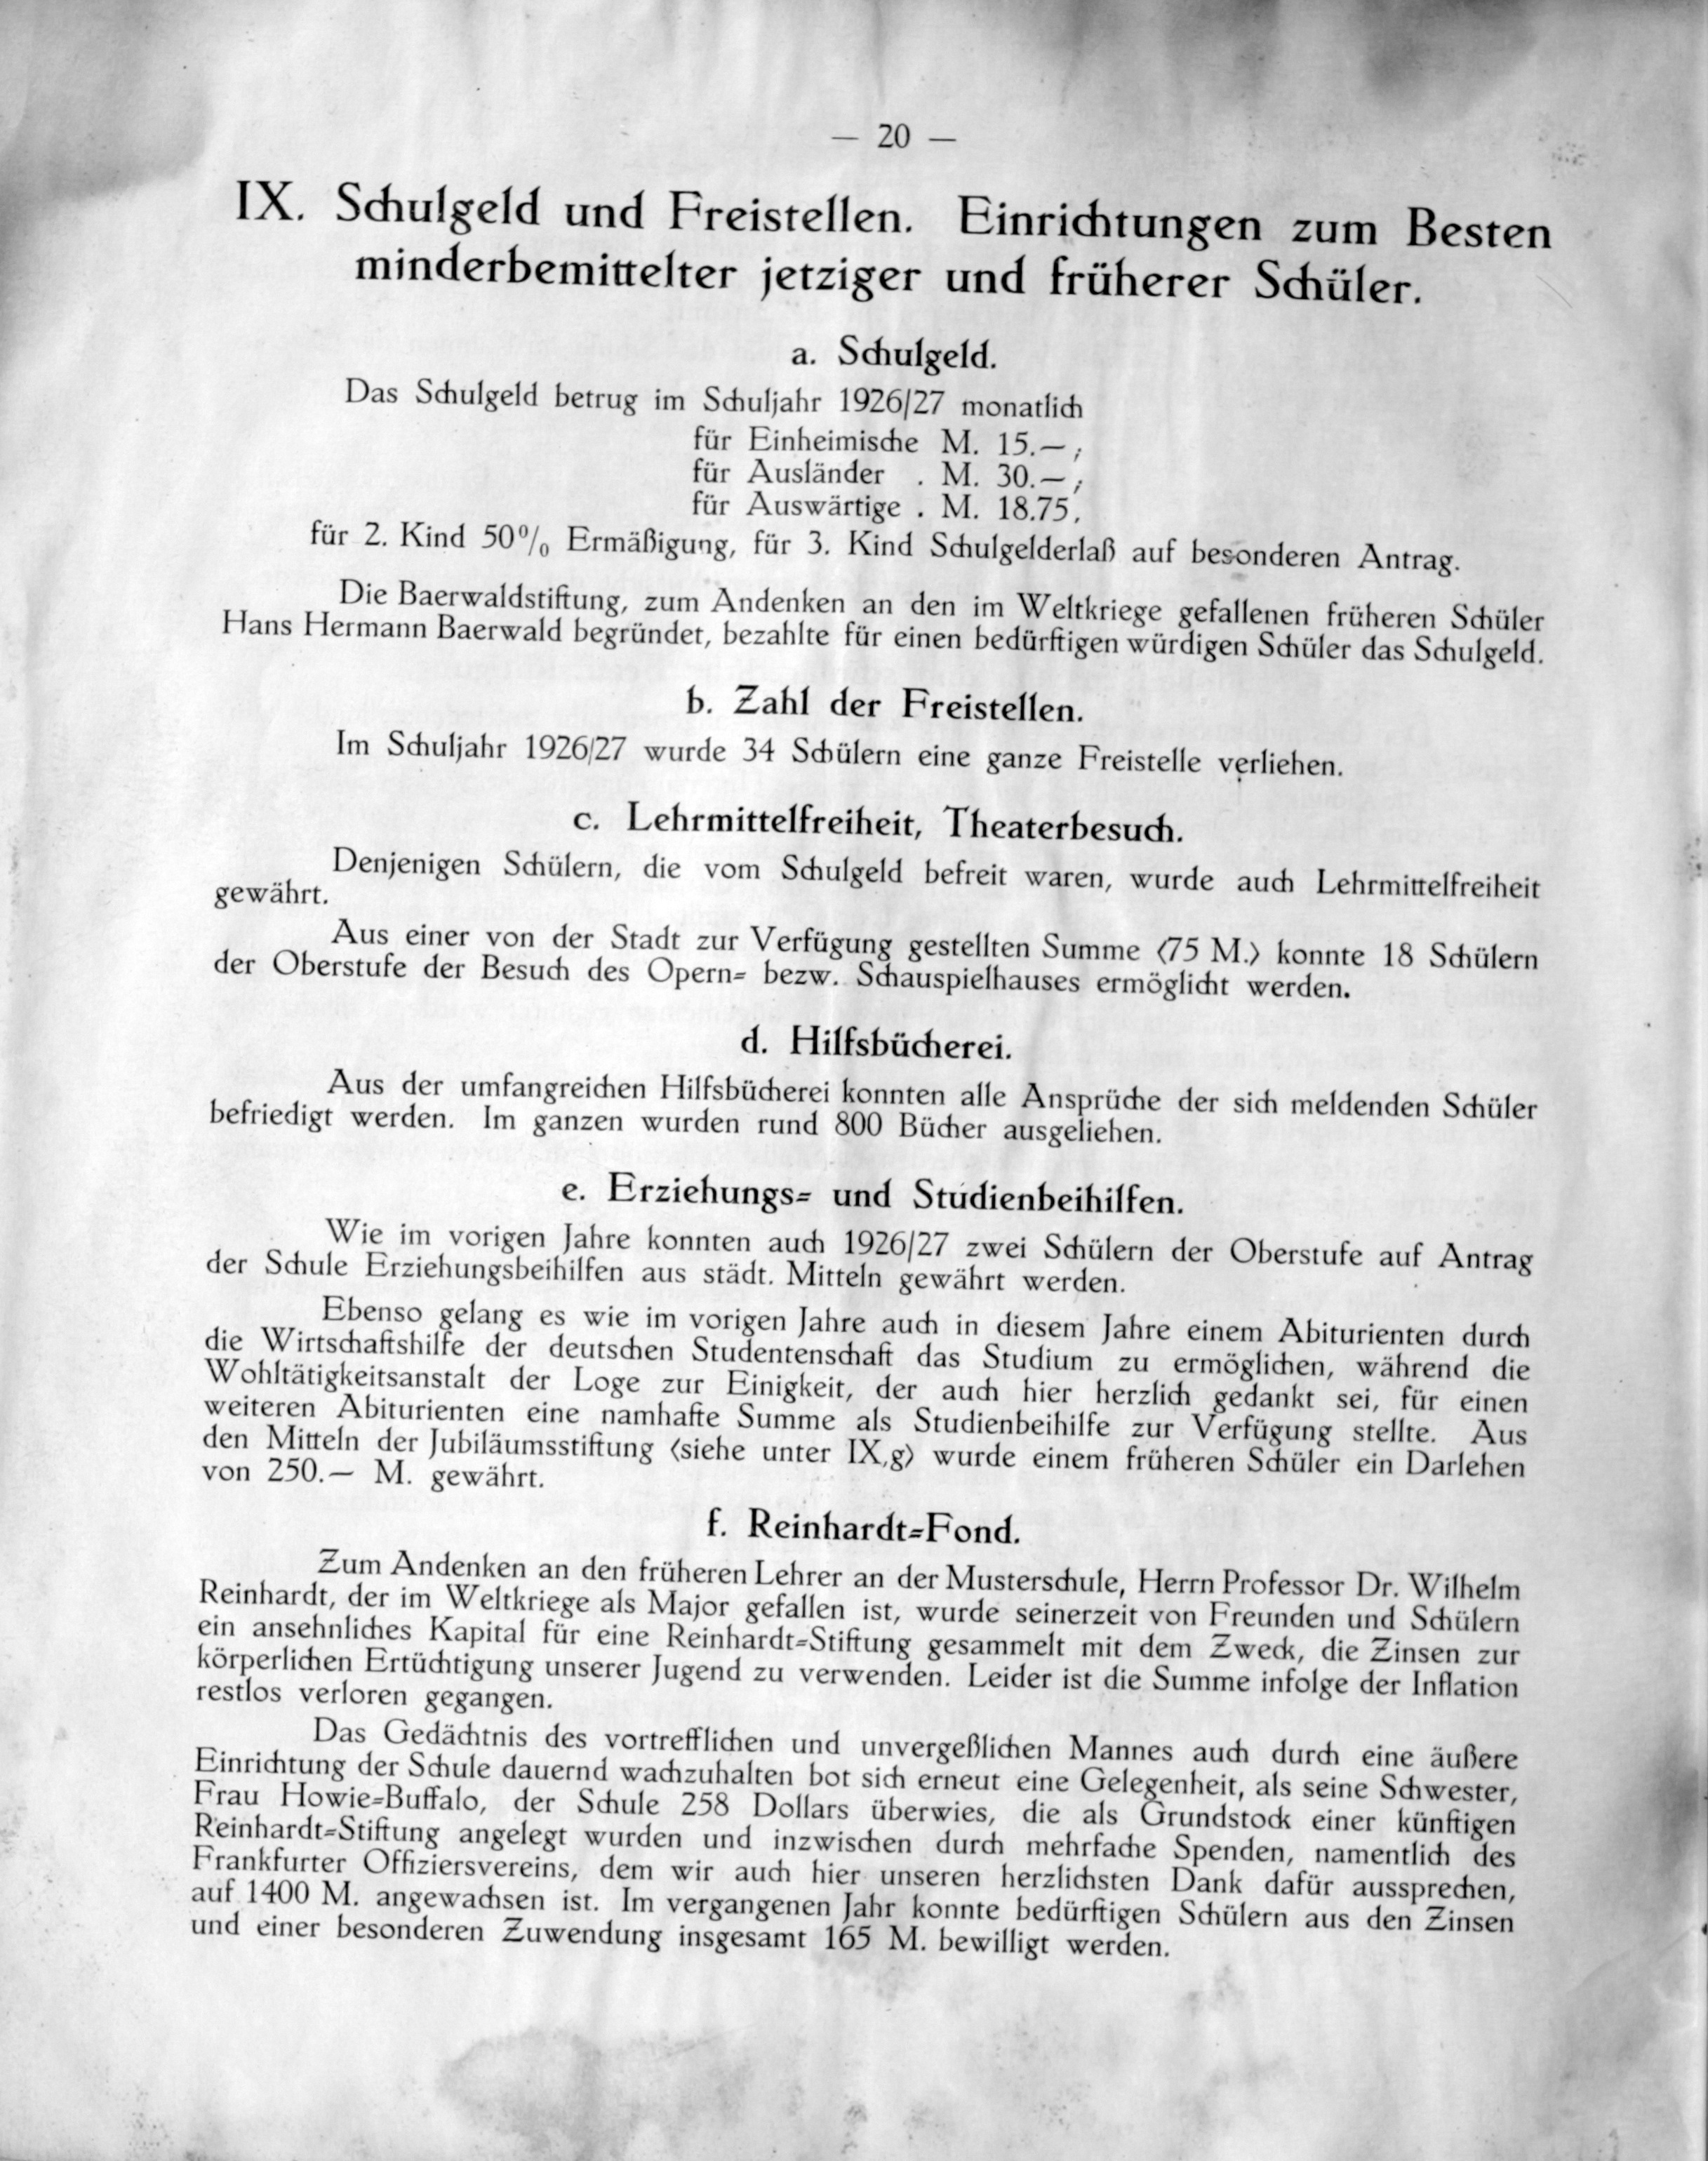 — 20 —
IX. Schulgeld und Freistellen. Einrichtungen zum Besten
minderbemittelter jetziger und früherer Schüler.
a. Schulgeld.
Das Schulgeld betrug im Schuljahr 1926/27 monatlich
für Einheimische M. 15.—;
für Ausländer . M. 30.—;
für Auswärtige . M. 18.75.
für 2. Kind 50% Ermäßigung, für 3. Kind Schulgelderlaß auf besonderen Antrag.
Die Baerwaldstiftung, zum Andenken an den im Weltkriege gefallenen früheren Schüler
Hans Hermann Baerwald begründet, bezahlte für einen bedürftigen würdigen Schüler das Schulgeld.
b. Zahl der Freistellen.
Im Schuljahr 1926/27 wurde 34 Schülern eine ganze Freistelle verliehen.
c. Lehrmittelfreiheit, Theaterbesuch.
Denjenigen Schülern, die vom Schulgeld befreit waren, wurde auch Lehrmittelfreiheit
gewährt.
Aus einer von der Stadt zur Verfügung gestellten Summe (75 M.) konnte 18 Schülern
der Oberstufe der Besuch des Opern- bezw. Schauspielhauses ermöglicht werden.
d. Hilfsbücherei.
Aus der umfangreichen Hilfsbücherei konnten alle Ansprüche der sich meldenden Schüler
befriedigt werden. Im ganzen wurden rund 800 Bücher ausgeliehen.
e. Erziehungs- und Studienbeihilfen.
Wie im vorigen Jahre konnten auch 1926/27 zwei Schülern der Oberstufe auf Antrag
der Schule Erziehungsbeihilfen aus städt. Mitteln gewährt werden.
Ebenso gelang es wie im vorigen Jahre auch in diesem Jahre einem Abiturienten durch
die Wirtschaftshilfe der deutschen Studentenschaft das Studium zu ermöglichen, während die
Wohltätigkeitsanstalt der Loge zur Einigkeit, der auch hier herzlich gedankt sei, für einen
weiteren Abiturienten eine namhafte Summe als Studienbeihilfe zur Verfügung stellte. Aus
den Mitteln der Jubiläumsstiftung (siehe unter IX,g) wurde einem früheren Schüler ein Darlehen
von 250.— M. gewährt.
f. Reinhardt-Fond.
Zum Andenken an den früheren Lehrer an der Musterschule, Herrn Professor Dr. Wilhelm
Reinhardt, der im Weltkriege als Major gefallen ist, wurde seinerzeit von Freunden und Schülern
ein ansehnliches Kapital für eine Reinhardt-Stiftung gesammelt mit dem Zweck, die Zinsen zur
körperlichen Ertüchtigung unserer Jugend zu verwenden. Leider ist die Summe infolge der Inflation
restlos verloren gegangen.
Das Gedächtnis des vortrefflichen und unvergeßlichen Mannes auch durch eine äußere
Einrichtung der Schule dauernd wachzuhalten bot sich erneut eine Gelegenheit, als seine Schwester,
Frau Howie-Buffalo, der Schule 258 Dollars überwies, die als Grundstock einer künftigen
Reinhardt-Stiftung angelegt wurden und inzwischen durch mehrfache Spenden, namentlich des
Frankfurter Offiziersvereins, dem wir auch hier unseren herzlichsten Dank dafür aussprechen,
auf 1400 M. angewachsen ist. Im vergangenen Jahr konnte bedürftigen Schülern aus den Zinsen
und einer besonderen Zuwendung insgesamt 165 M. bewilligt werden.